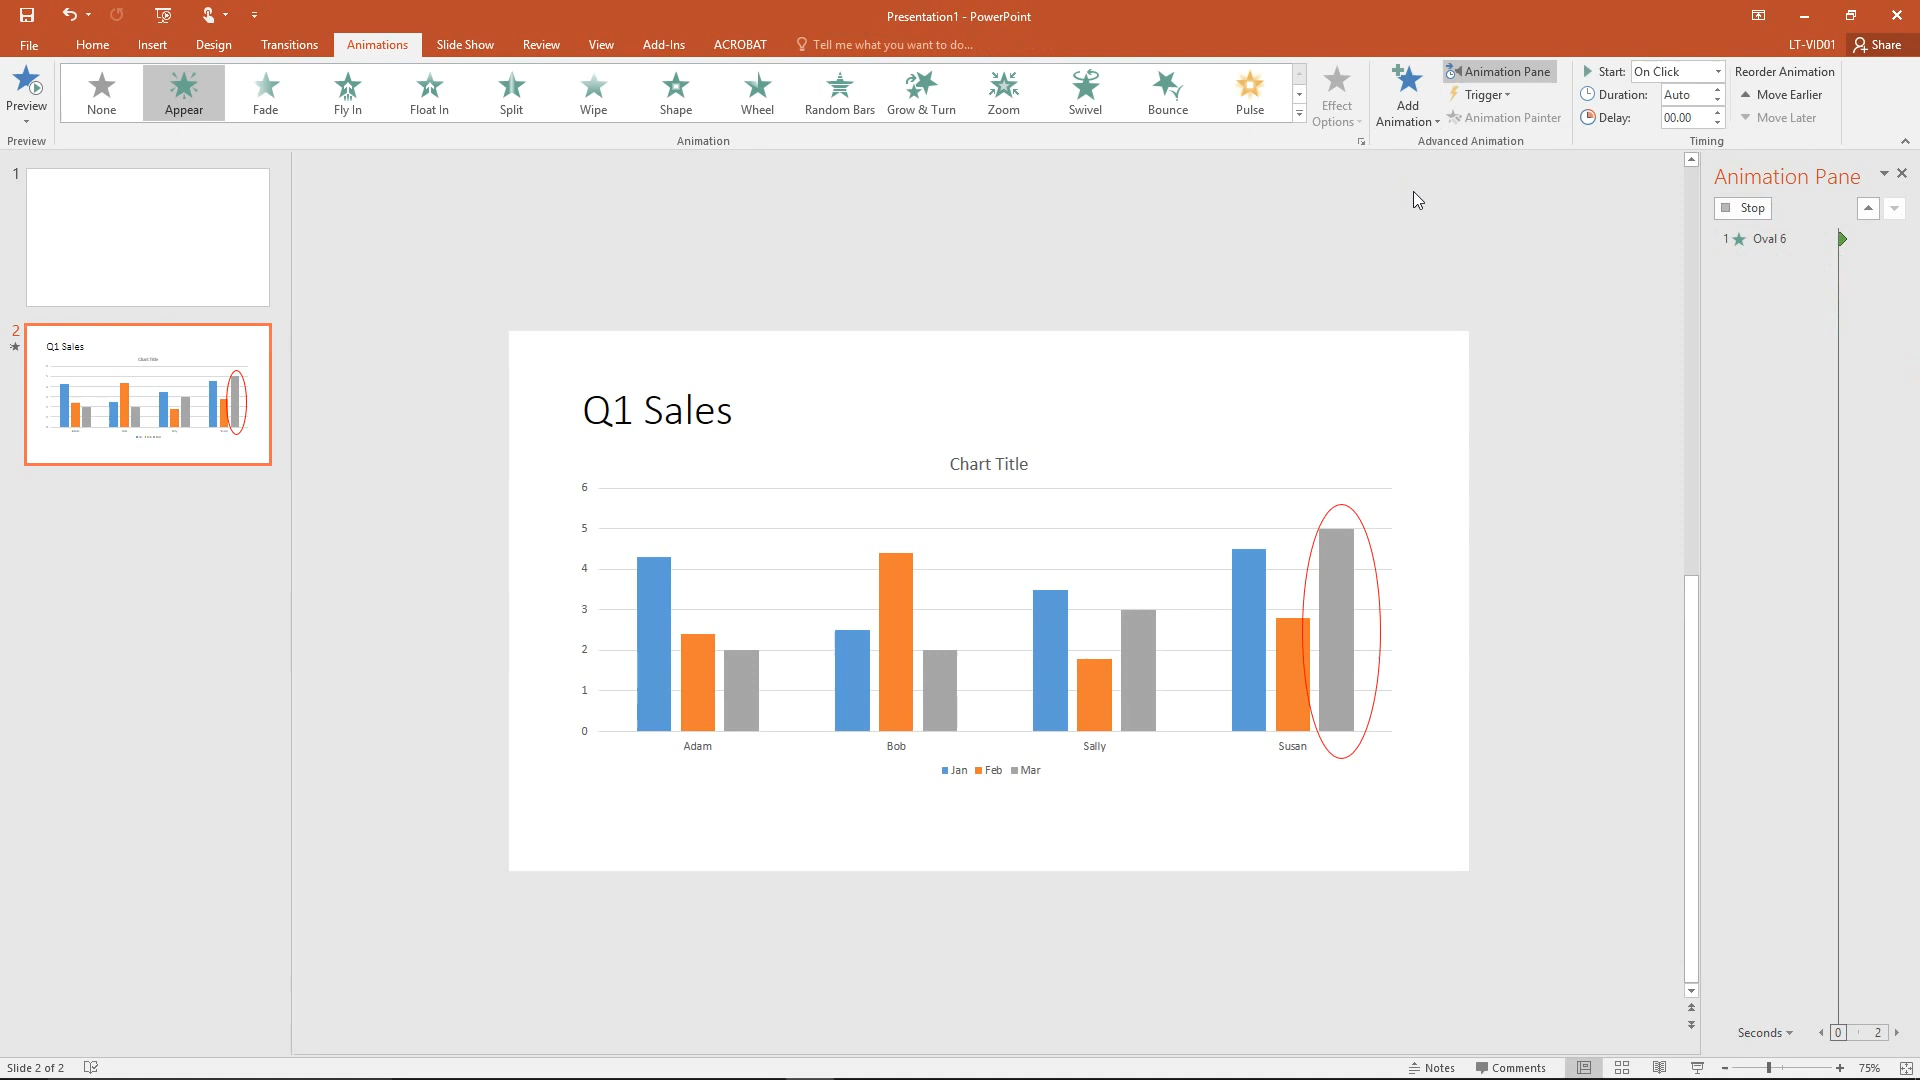 Presentation1 - PowerPoint
File Home Insert Design Transitions Animations Slide Show Review View Add-Ins ACROBAT Tell me what you want to do... LT-VID01 Share
Preview
None Appear Fade Fly In Float In Split Wipe Shape Wheel Random Bars Grow & Turn Zoom Swivel Bounce Pulse
Effect Options
Add Animation
Animation Pane
Trigger
Animation Painter
Start: On Click
Duration: Auto
Delay: 00.00
Reorder Animation
Move Earlier
Move Later
Preview Animation Advanced Animation Timing
1
2
Q1 Sales
Chart Title
Q1 Sales
Chart Title
6
5
4
3
2
1
0
Adam Bob Sally Susan
Jan Feb Mar
Animation Pane
Stop
1 Oval 6
Seconds 0 2
Slide 2 of 2 Notes Comments 75%